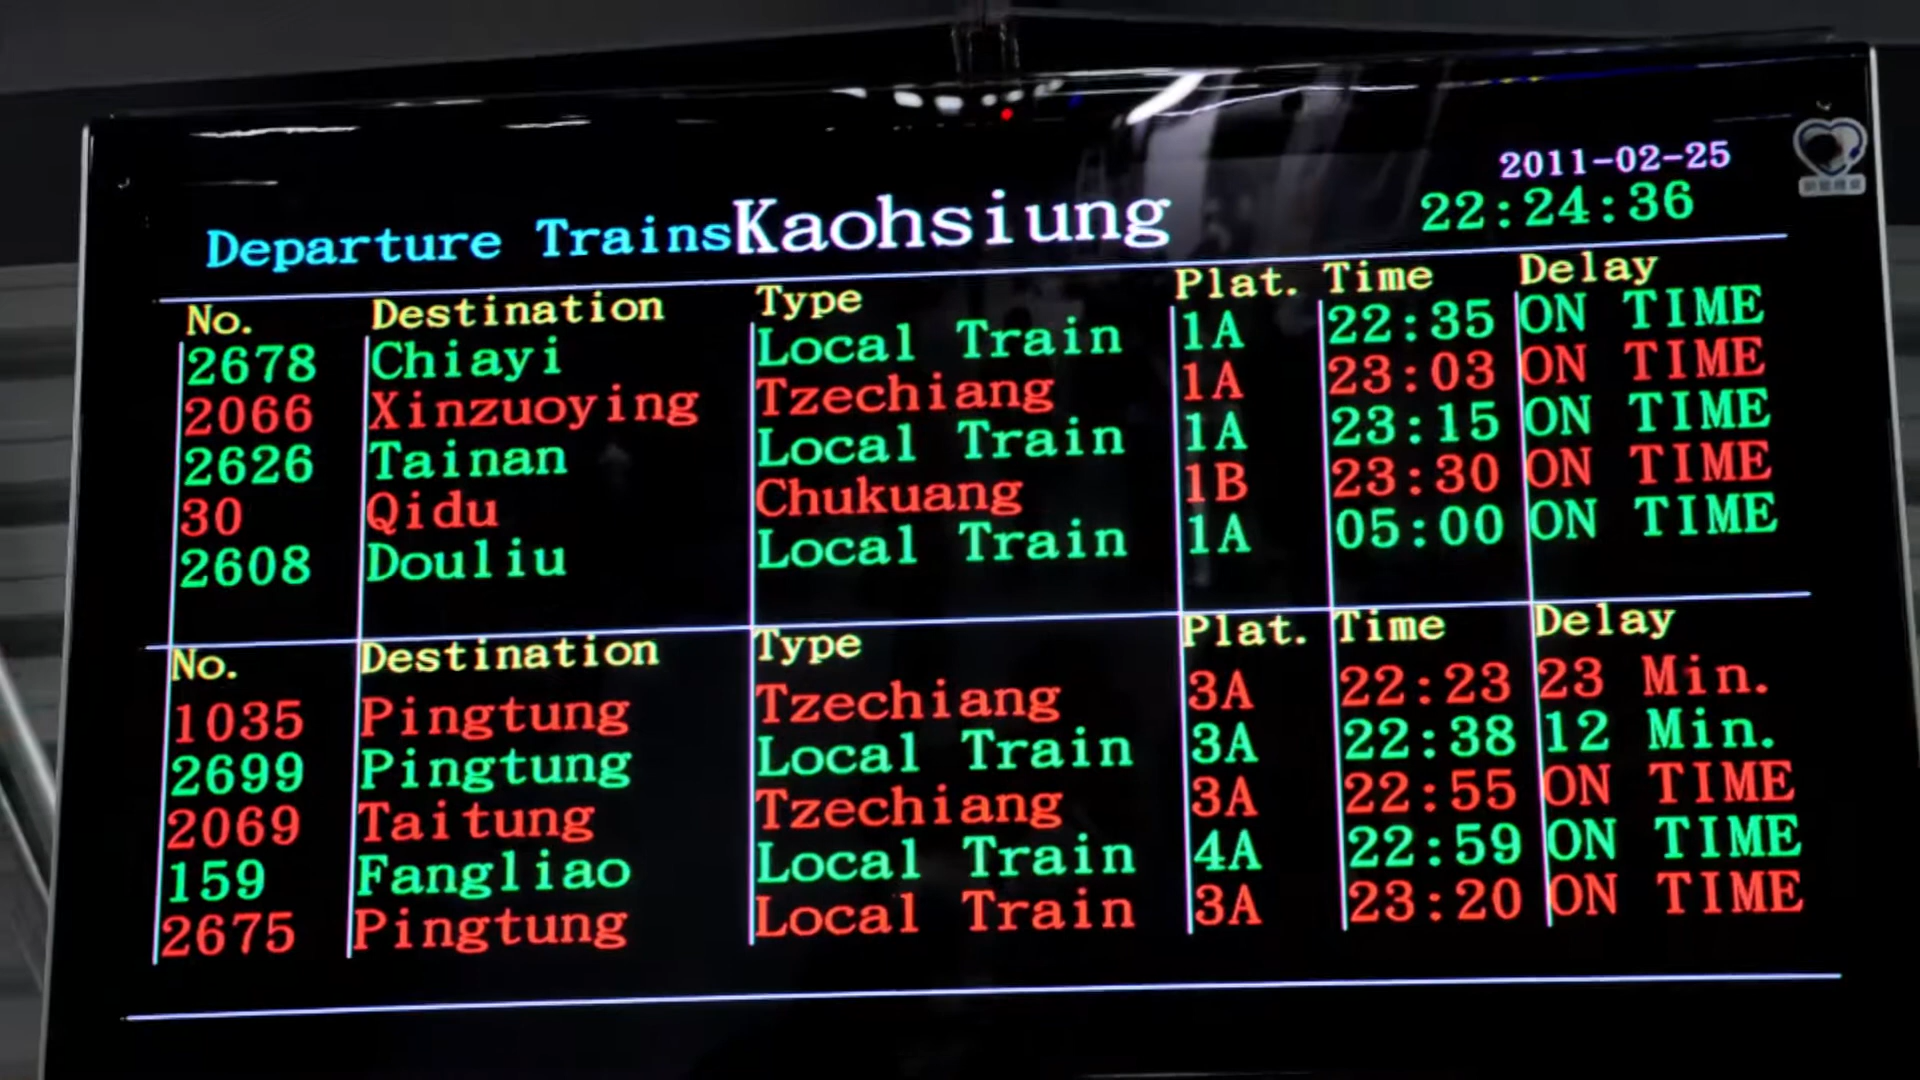 2011-02-25
Departure Trains Kaohsiung 22:24:36
No. Destination Type Plat. Time Delay
2678 Chiayi Local Train 1A 22:35 ON TIME
2066 Xinzuoying Tzechiang 1A 23:03 ON TIME
2626 Tainan Local Train 1A 23:15 ON TIME
30 Qidu Chukuang 1B 23:30 ON TIME
2608 Douliu Local Train 1A 05:00 ON TIME
No. Destination Type Plat. Time Delay
1035 Pingtung Tzechiang 3A 22:23 23 Min.
2699 Pingtung Local Train 3A 22:38 12 Min.
2069 Taitung Tzechiang 3A 22:55 ON TIME
159 Fangliao Local Train 4A 22:59 ON TIME
2675 Pingtung Local Train 3A 23:20 ON TIME